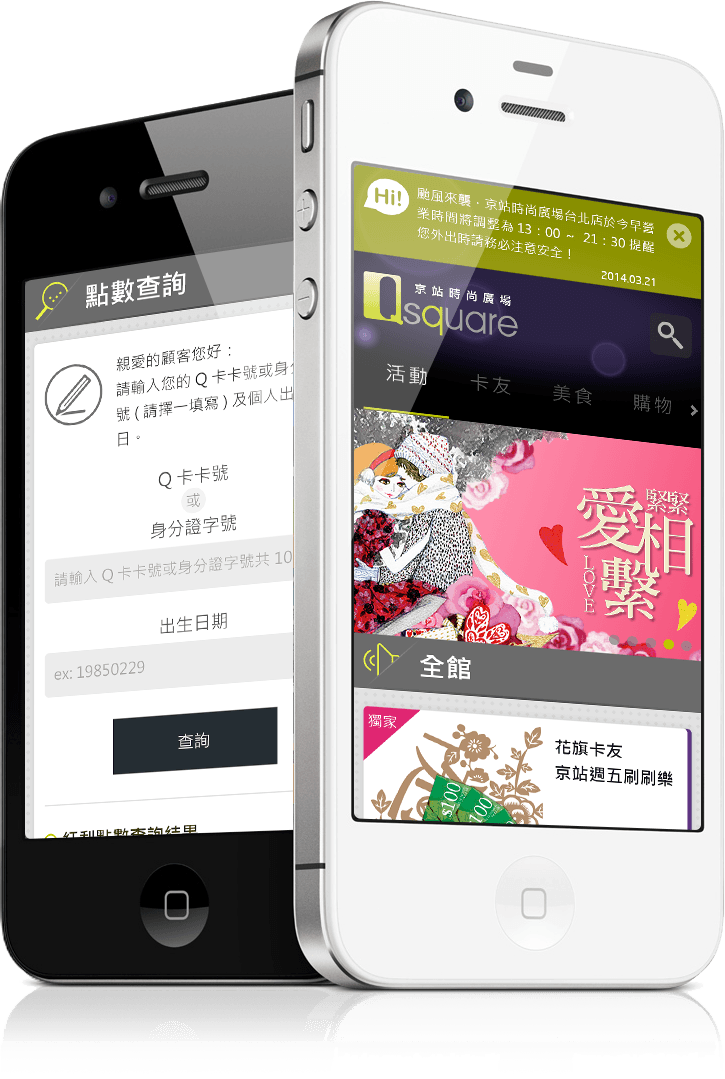 點數查詢
親愛的顧客您好：
請輸入您的 Q 卡卡號或身分
號 ( 請擇一填寫 ) 及個人出
日。
Q 卡卡號
或
身分證字號
請輸入 Q 卡卡號或身分證字號共 10
出生日期
ex: 19850229
查詢
紅利點數查詢結果
Hi!
颱風來襲．京站時尚廣場台北店於今早營
業時間將調整為 13：00 ~ 21：30 提醒
您外出時請務必注意安全！
2014.03.21
京站時尚廣場
Qsquare
活動 卡友 美食 購物
緊緊
愛相繫
LOVE
全館
獨家
花旗卡友
京站週五刷刷樂
$100
$100